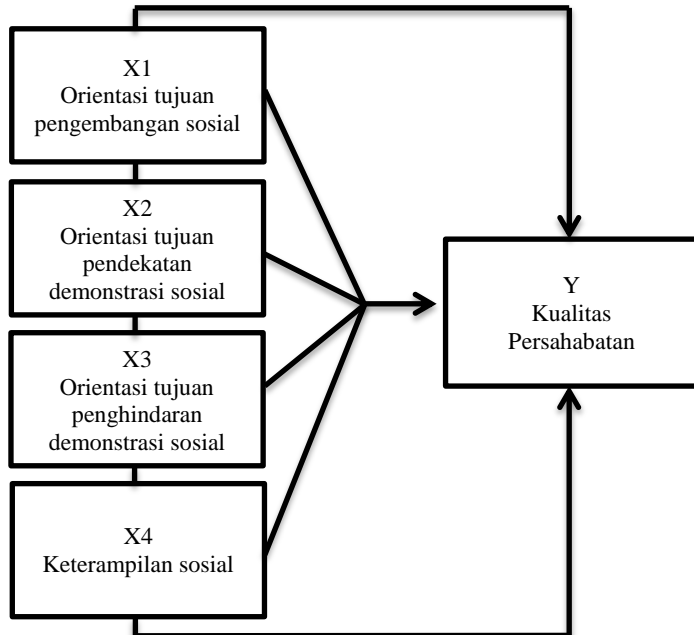 X1
Orientasi tujuan
pengembangan sosial
X2
Orientasi tujuan
pendekatan
demonstrasi sosial
X3
Orientasi tujuan
penghindaran
demonstrasi sosial
X4
Keterampilan sosial
Y
Kualitas
Persahabatan